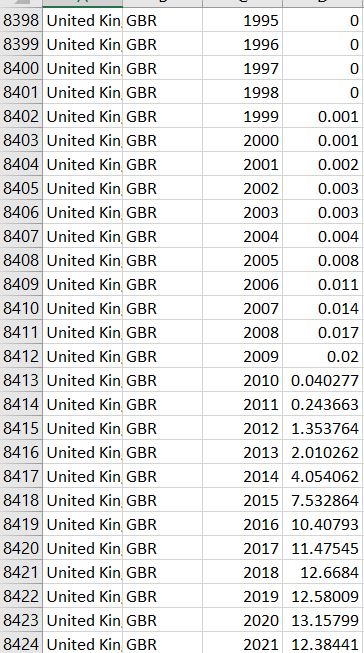 8398 United Kin GBR 1995 0
8399 United Kin GBR 1996 0
8400 United Kin GBR 1997 0
8401 United Kin GBR 1998 0
8402 United Kin GBR 1999 0.001
8403 United Kin GBR 2000 0.001
8404 United Kin GBR 2001 0.002
8405 United Kin GBR 2002 0.003
8406 United Kin GBR 2003 0.003
8407 United Kin GBR 2004 0.004
8408 United Kin GBR 2005 0.008
8409 United Kin GBR 2006 0.011
8410 United Kin GBR 2007 0.014
8411 United Kin GBR 2008 0.017
8412 United Kin GBR 2009 0.02
8413 United Kin GBR 2010 0.040277
8414 United Kin GBR 2011 0.243663
8415 United Kin GBR 2012 1.353764
8416 United Kin GBR 2013 2.010262
8417 United Kin GBR 2014 4.054062
8418 United Kin GBR 2015 7.532864
8419 United Kin GBR 2016 10.40793
8420 United Kin GBR 2017 11.47545
8421 United Kin GBR 2018 12.6684
8422 United Kin GBR 2019 12.58009
8423 United Kin GBR 2020 13.15799
8424 United Kin GBR 2021 12.38441